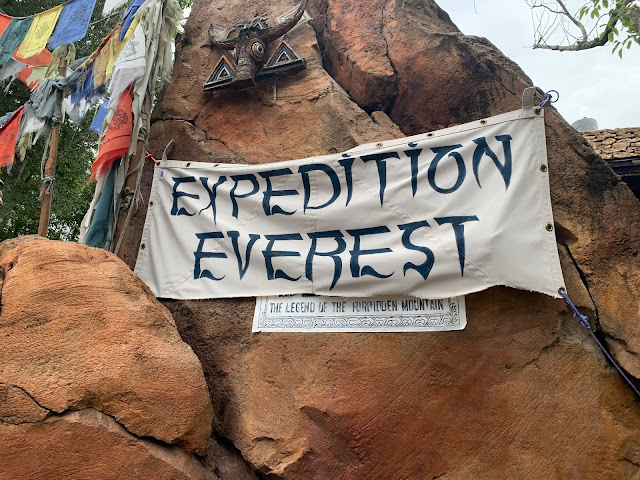 EXPEDITION
EVEREST
THE LEGEND OF THE FORBIDDEN MOUNTAIN